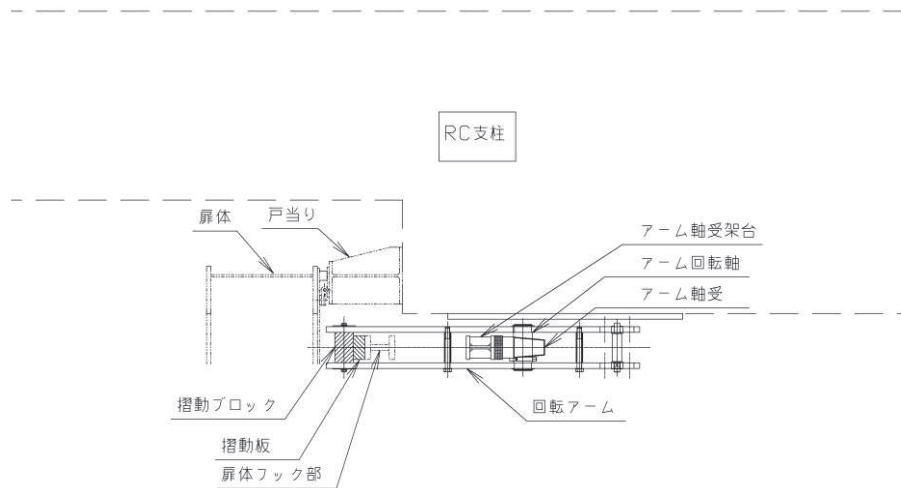 RC支柱
扉体
戸当り
アーム軸受架台
アーム回転軸
アーム軸受
摺動ブロック
回転アーム
摺動板
扉体フック部